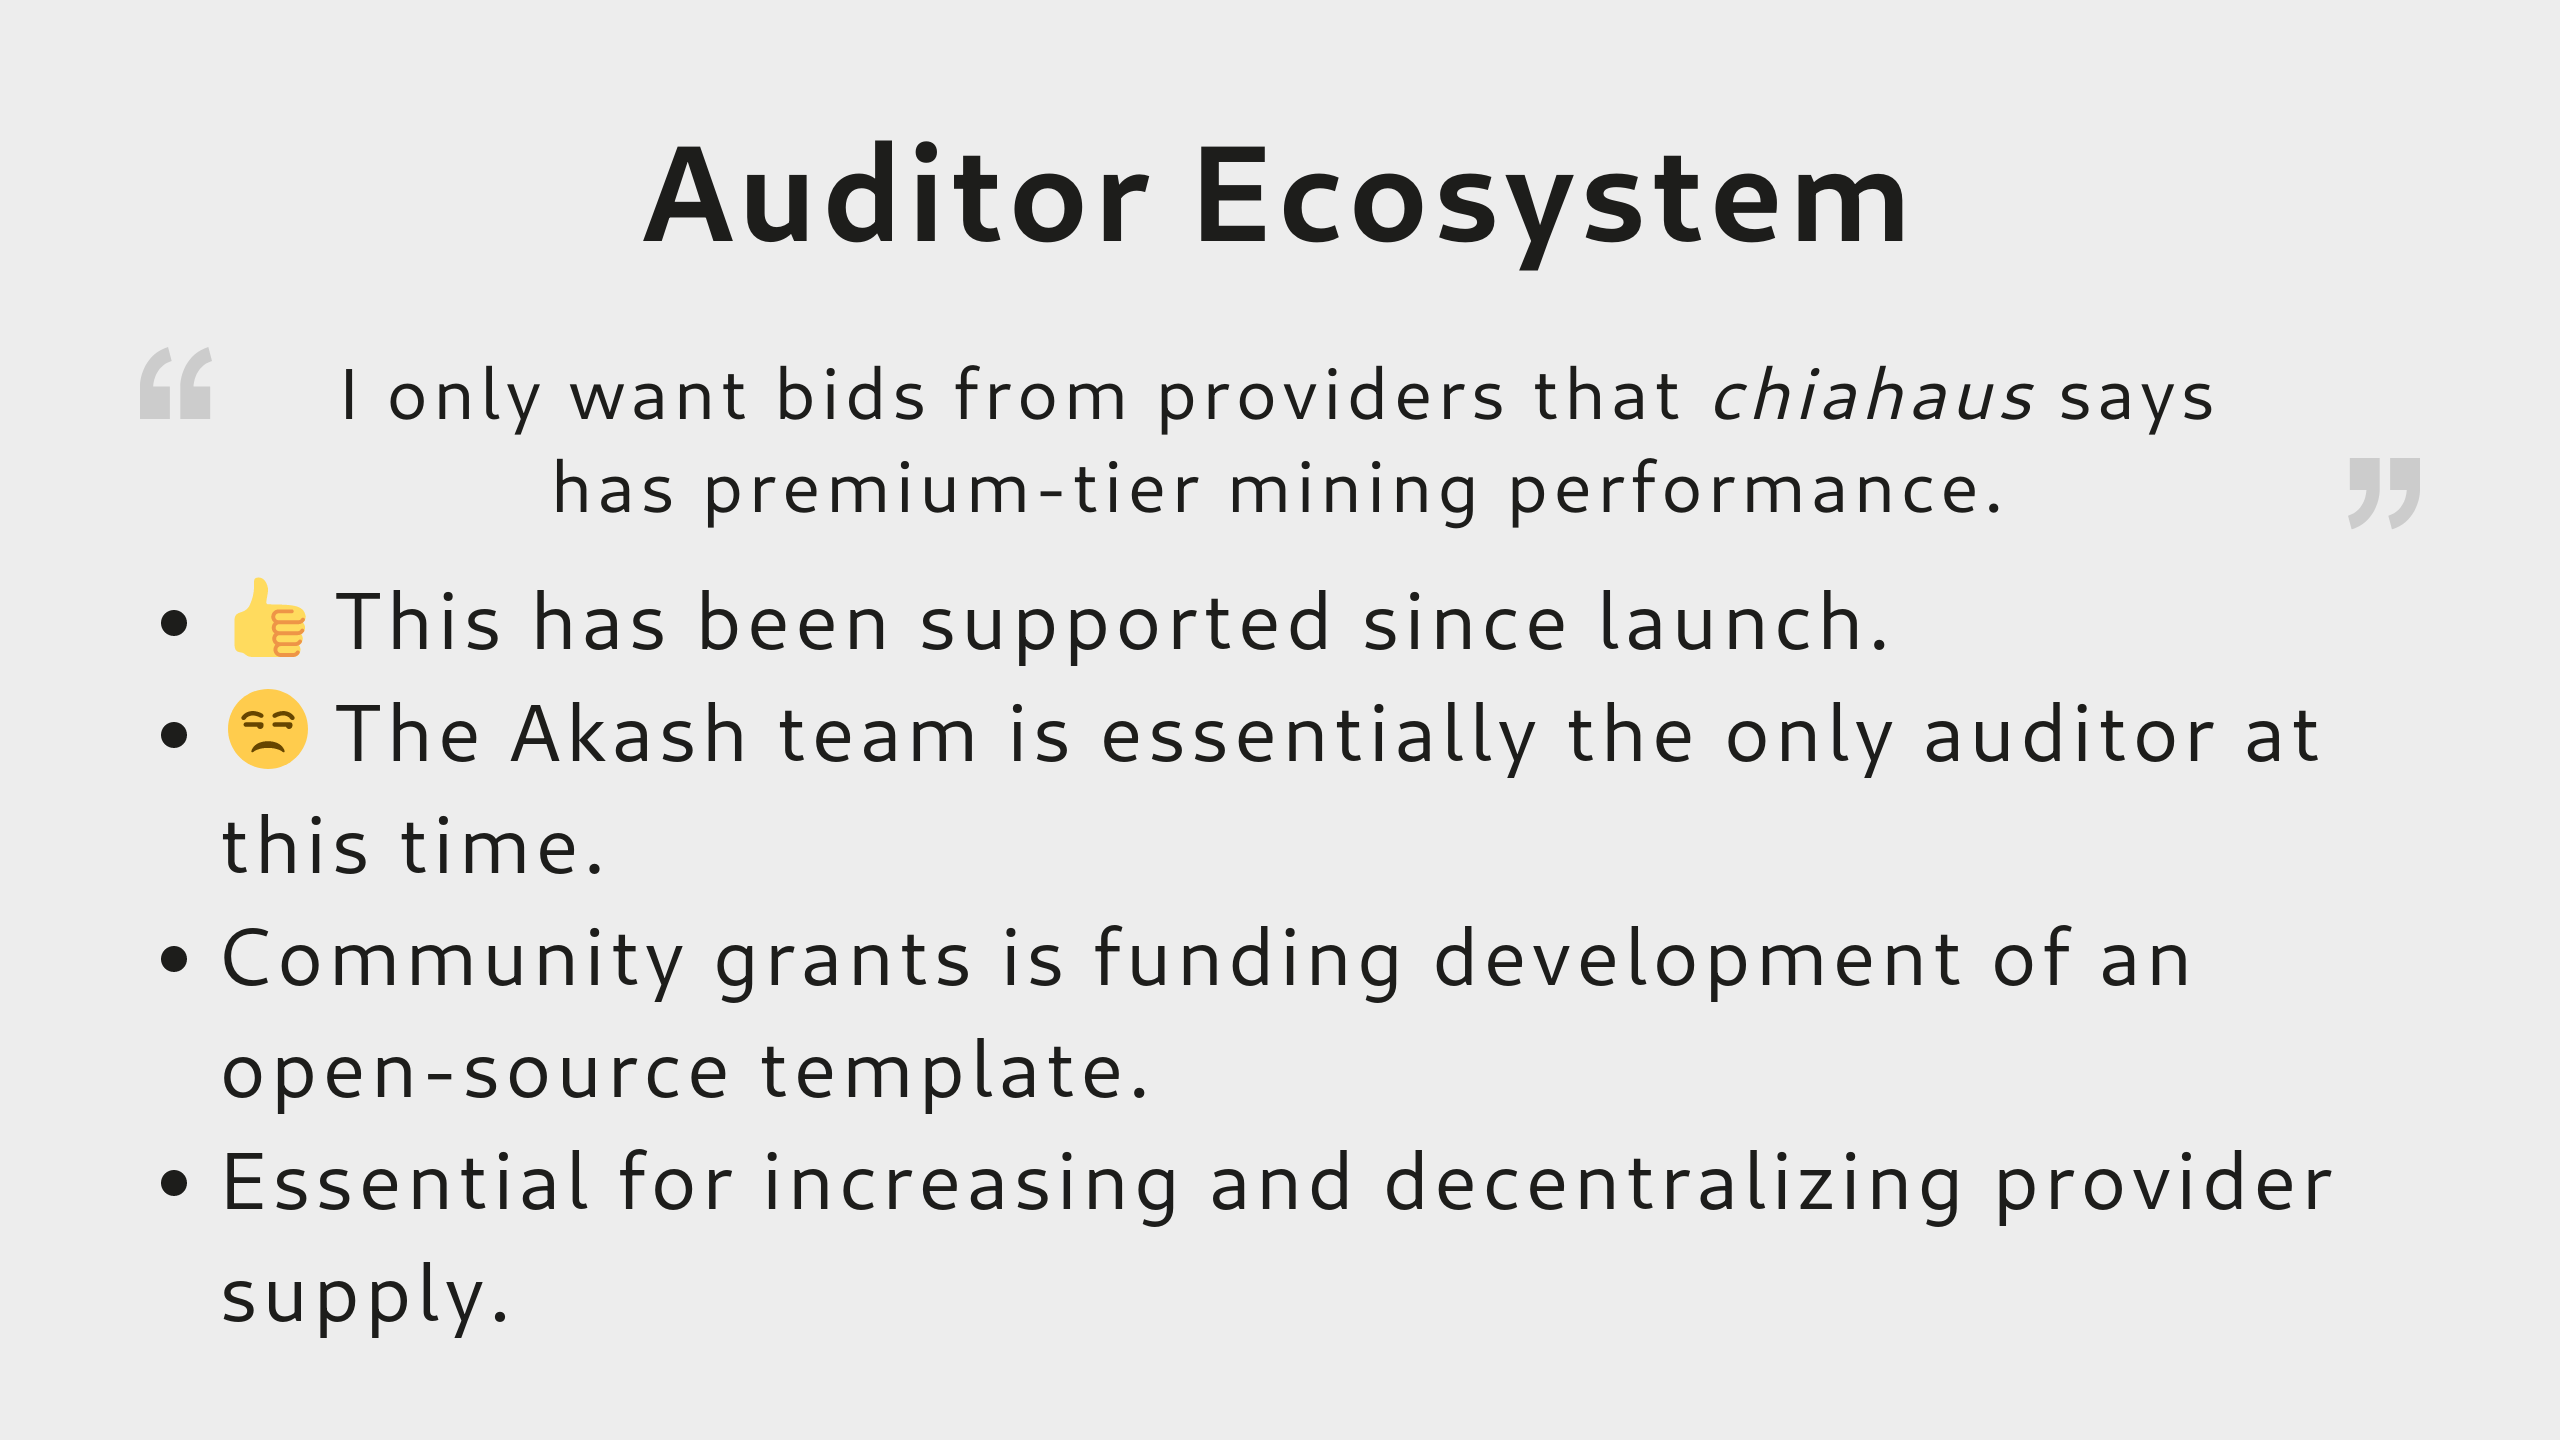 Auditor Ecosystem
“ I only want bids from providers that chiahaus says
has premium-tier mining performance. ”
• 👍 This has been supported since launch.
• 😒 The Akash team is essentially the only auditor at
this time.
• Community grants is funding development of an
open-source template.
• Essential for increasing and decentralizing provider
supply.